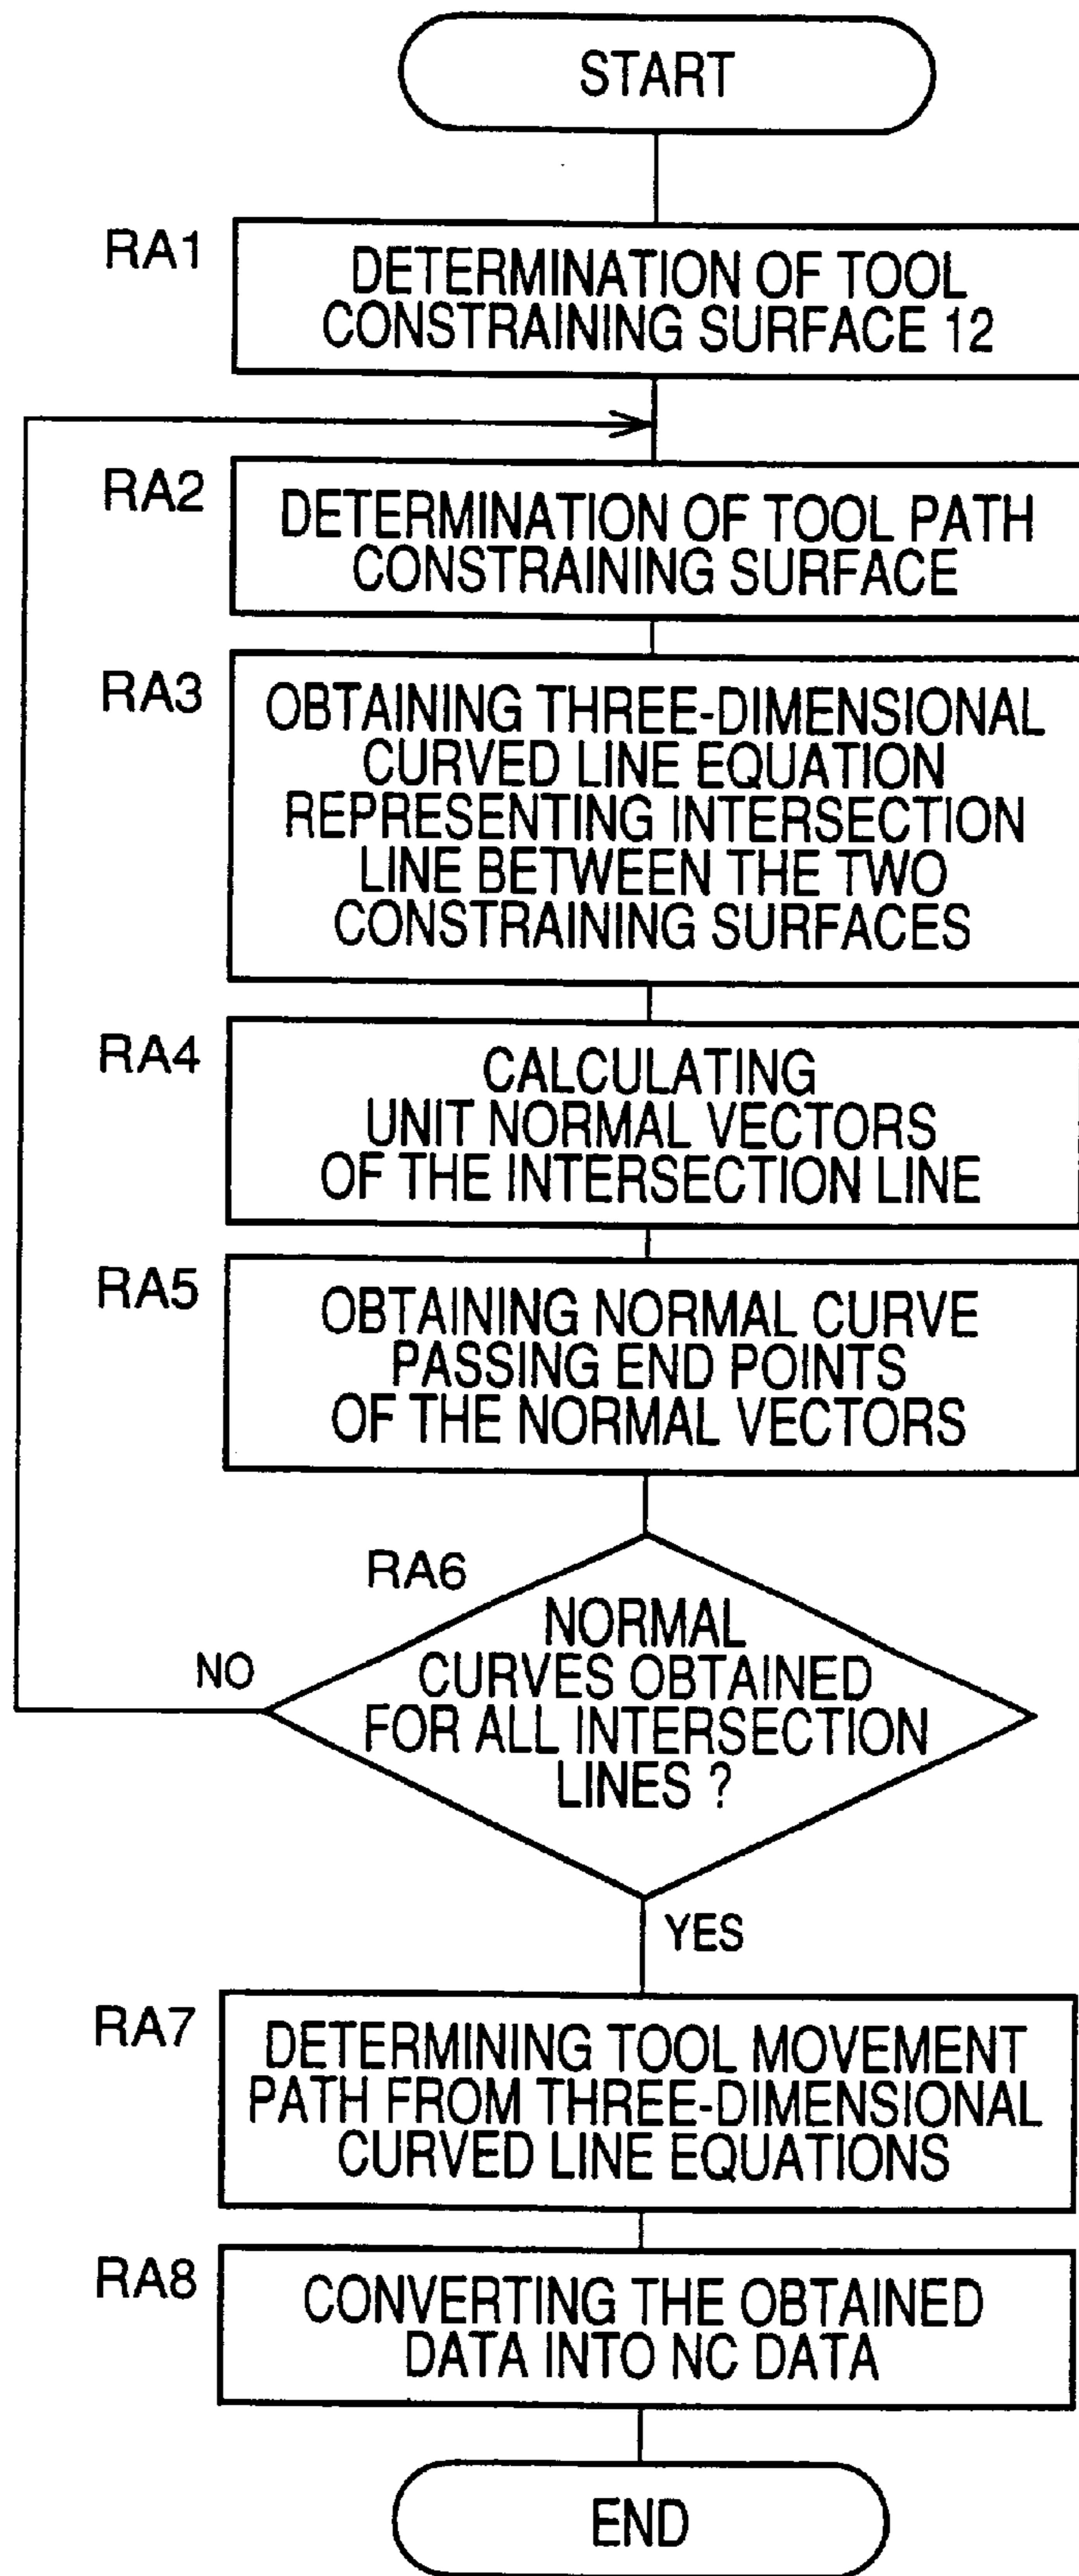 START
RA1
DETERMINATION OF TOOL
CONSTRAINING SURFACE 12
RA2
DETERMINATION OF TOOL PATH
CONSTRAINING SURFACE
RA3
OBTAINING THREE-DIMENSIONAL
CURVED LINE EQUATION
REPRESENTING INTERSECTION
LINE BETWEEN THE TWO
CONSTRAINING SURFACES
RA4
CALCULATING
UNIT NORMAL VECTORS
OF THE INTERSECTION LINE
RA5
OBTAINING NORMAL CURVE
PASSING END POINTS
OF THE NORMAL VECTORS
RA6
NORMAL
CURVES OBTAINED
FOR ALL INTERSECTION
LINES ?
NO
YES
RA7
DETERMINING TOOL MOVEMENT
PATH FROM THREE-DIMENSIONAL
CURVED LINE EQUATIONS
RA8
CONVERTING THE OBTAINED
DATA INTO NC DATA
END